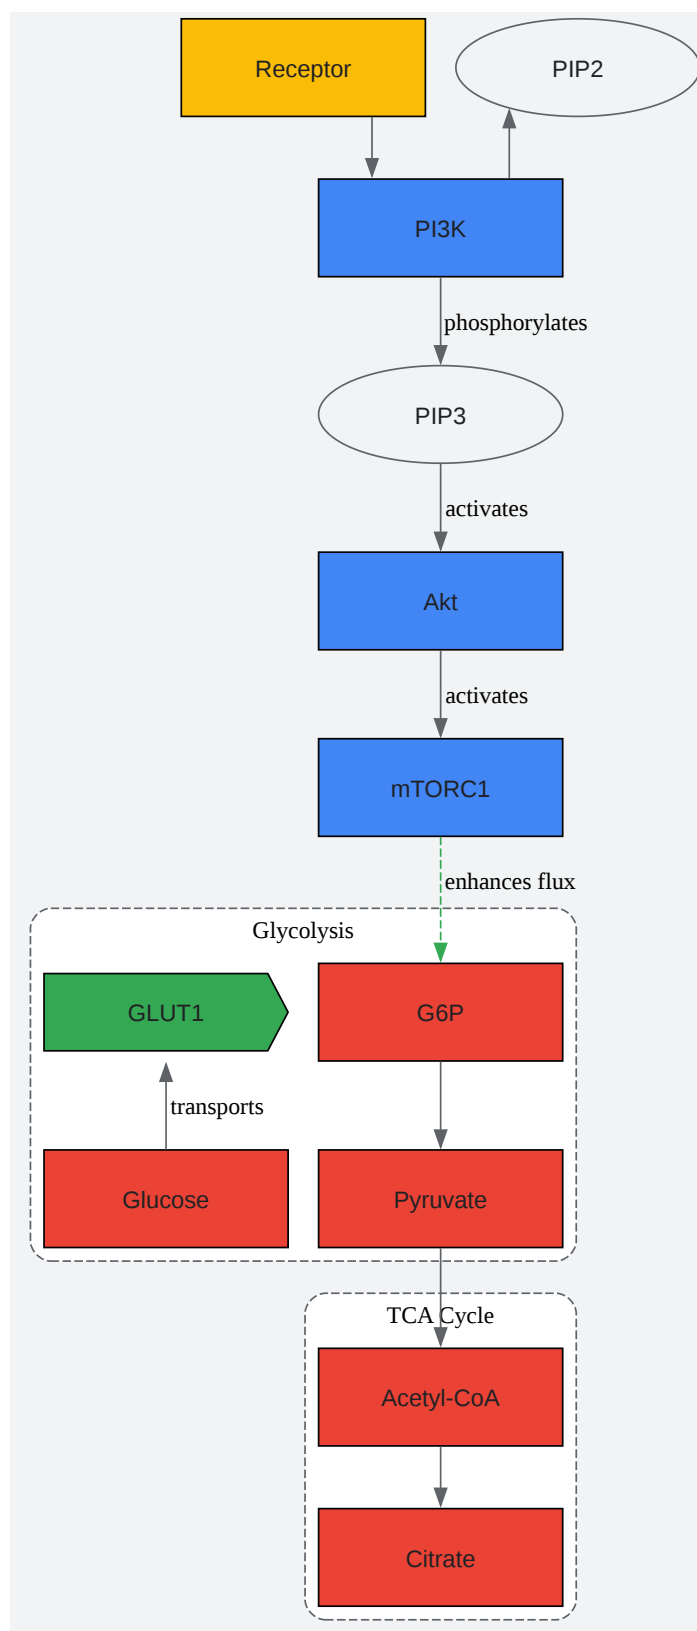 Receptor
PIP2
PI3K
phosphorylates
PIP3
activates
Akt
activates
mTORC1
enhances flux
Glycolysis
GLUT1
G6P
transports
Glucose
Pyruvate
TCA Cycle
Acetyl-CoA
Citrate